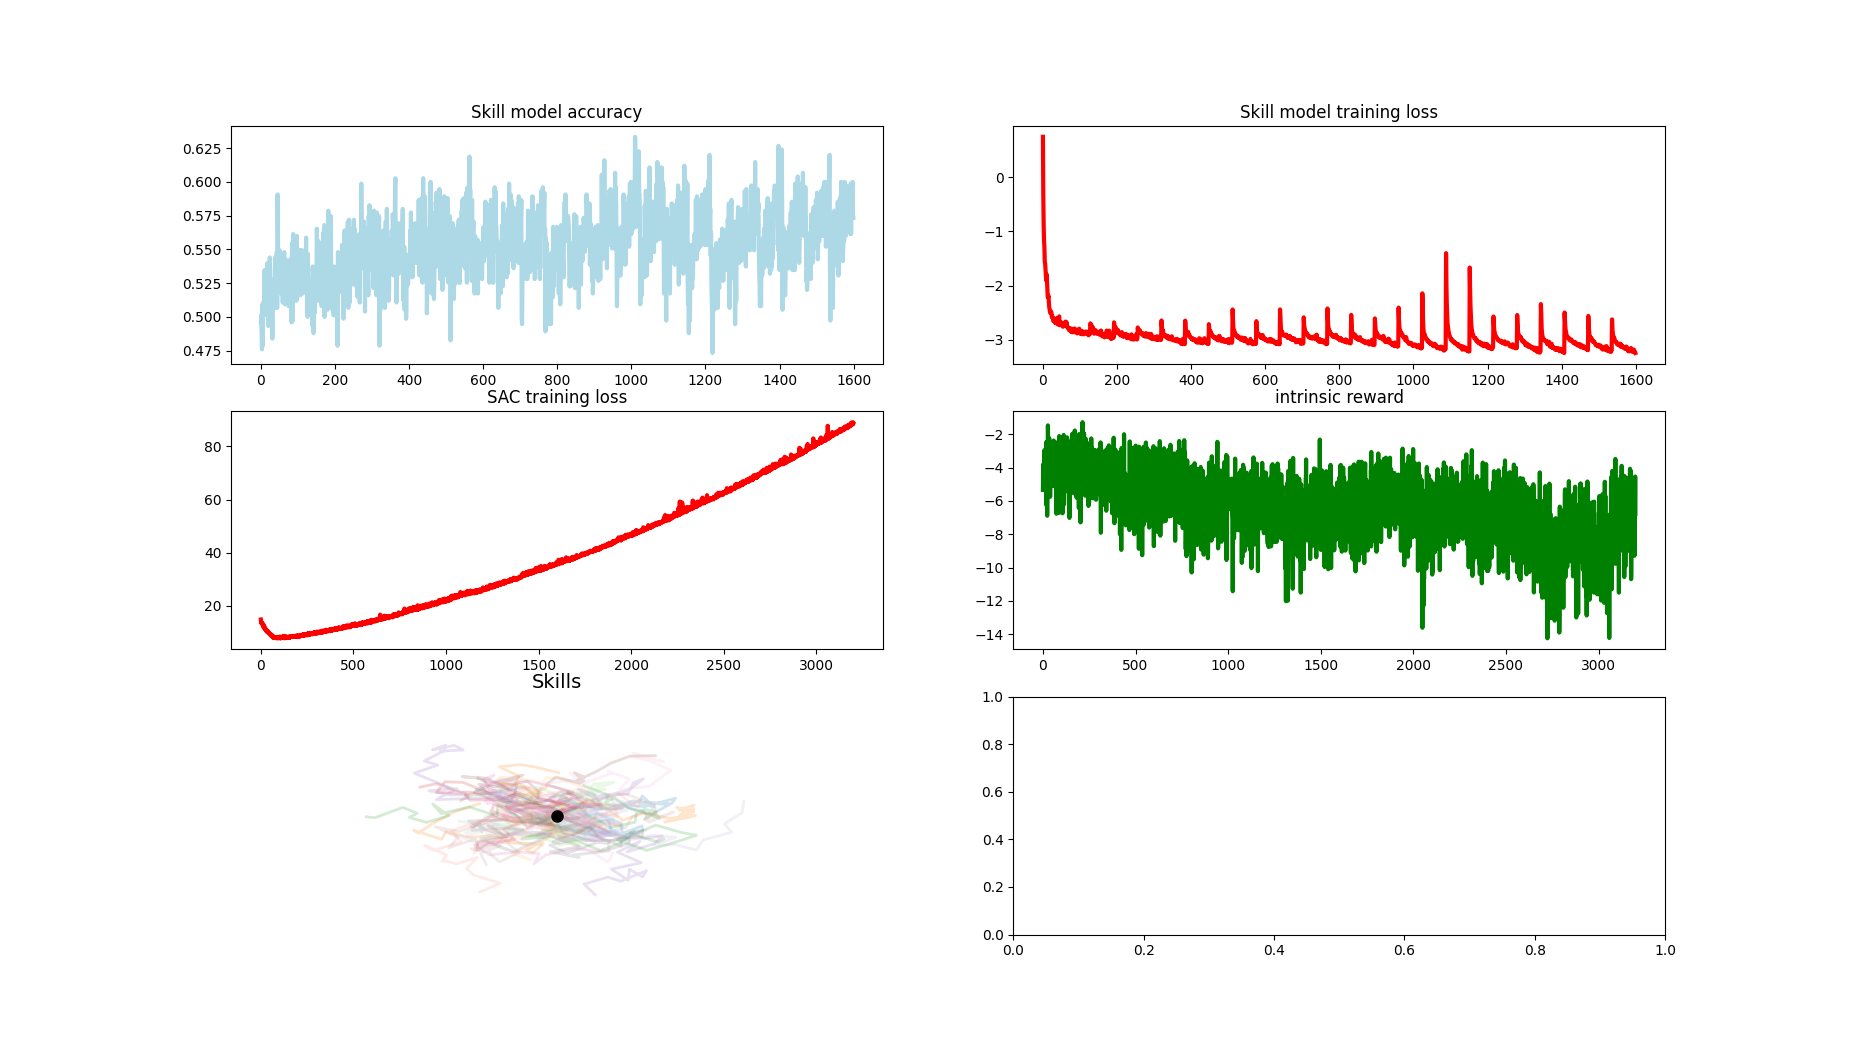 Skill model accuracy
0.625
0.600
0.575
0.550
0.525
0.500
0.475
0 200 400 600 800 1000 1200 1400 1600
Skill model training loss
0
−1
−2
−3
0 200 400 600 800 1000 1200 1400 1600
SAC training loss
80
60
40
20
0 500 1000 1500 2000 2500 3000
intrinsic reward
−2
−4
−6
−8
−10
−12
−14
0 500 1000 1500 2000 2500 3000
Skills
1.0
0.8
0.6
0.4
0.2
0.0
0.0 0.2 0.4 0.6 0.8 1.0